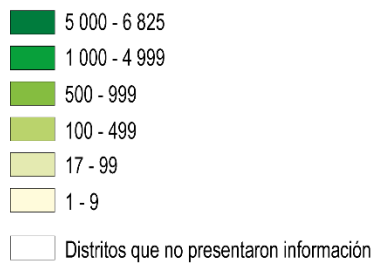 5 000 - 6 825
1 000 - 4 999
500 - 999
100 - 499
17 - 99
1 - 9
Distritos que no presentaron información